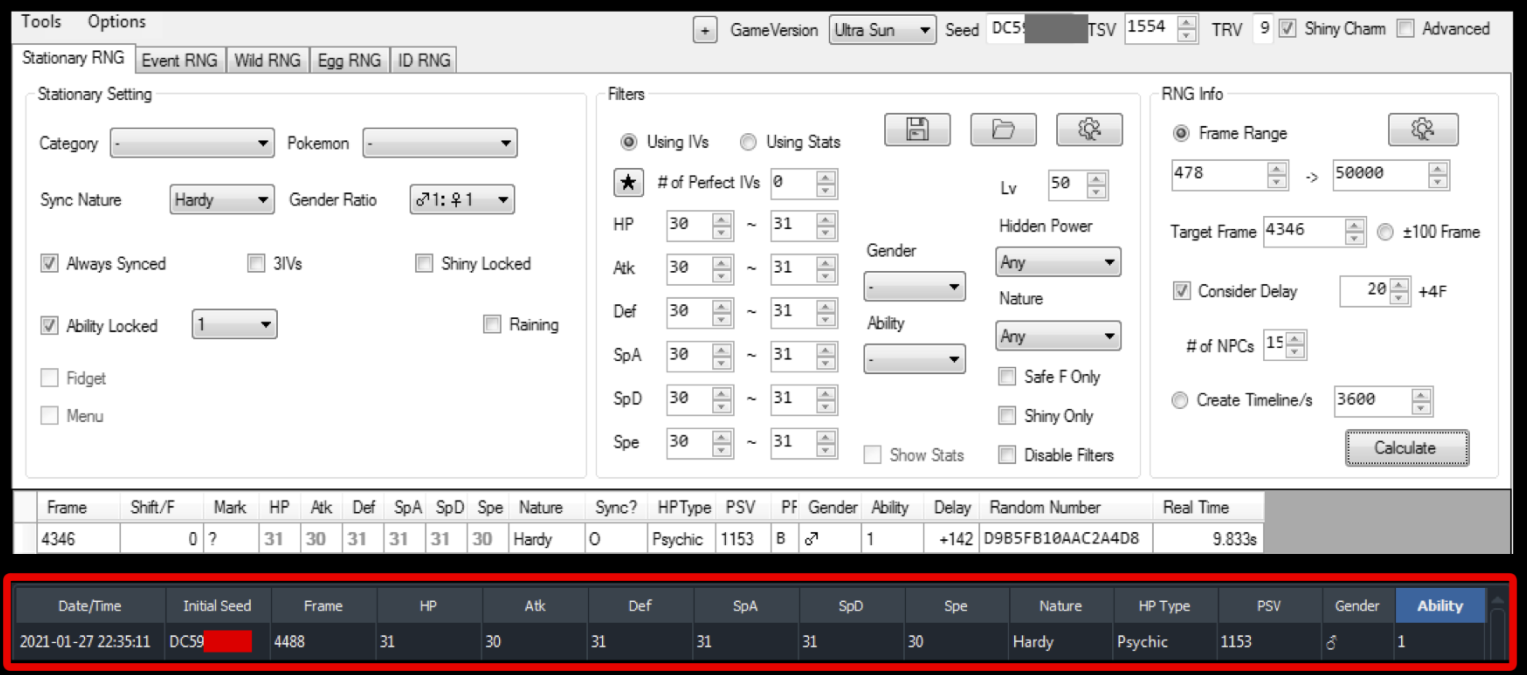 Tools Options
+ GameVersion Ultra Sun Seed DC59 TSV 1554 TRV 9 Shiny Charm Advanced
Stationary RNG Event RNG Wild RNG Egg RNG ID RNG
Stationary Setting
Category - Pokemon -
Sync Nature Hardy Gender Ratio ♂1:♀1
Always Synced 3IVs Shiny Locked
Ability Locked 1 Raining
Fidget
Menu
Filters
Using IVs Using Stats
★ # of Perfect IVs 0
HP 30 ~ 31
Atk 30 ~ 31
Def 30 ~ 31
SpA 30 ~ 31
SpD 30 ~ 31
Spe 30 ~ 31
Gender
-
Ability
-
Show Stats
Lv 50
Hidden Power
Any
Nature
Any
Safe F Only
Shiny Only
Disable Filters
RNG Info
Frame Range
478 -> 50000
Target Frame 4346 ±100 Frame
Consider Delay 20 +4F
# of NPCs 15
Create Timeline/s 3600
Calculate
Frame Shift/F Mark HP Atk Def SpA SpD Spe Nature Sync? HPType PSV Gender Ability Delay Random Number Real Time
4346 0 ? 31 30 31 31 31 30 Hardy O Psychic 1153 B ♂ 1 +142 D9B5FB10AAC2A4D8 9.833s
Date/Time Initial Seed Frame HP Atk Def SpA SpD Spe Nature HP Type PSV Gender Ability
2021-01-27 22:35:11 DC59 4488 31 30 31 31 31 30 Hardy Psychic 1153 ♂ 1